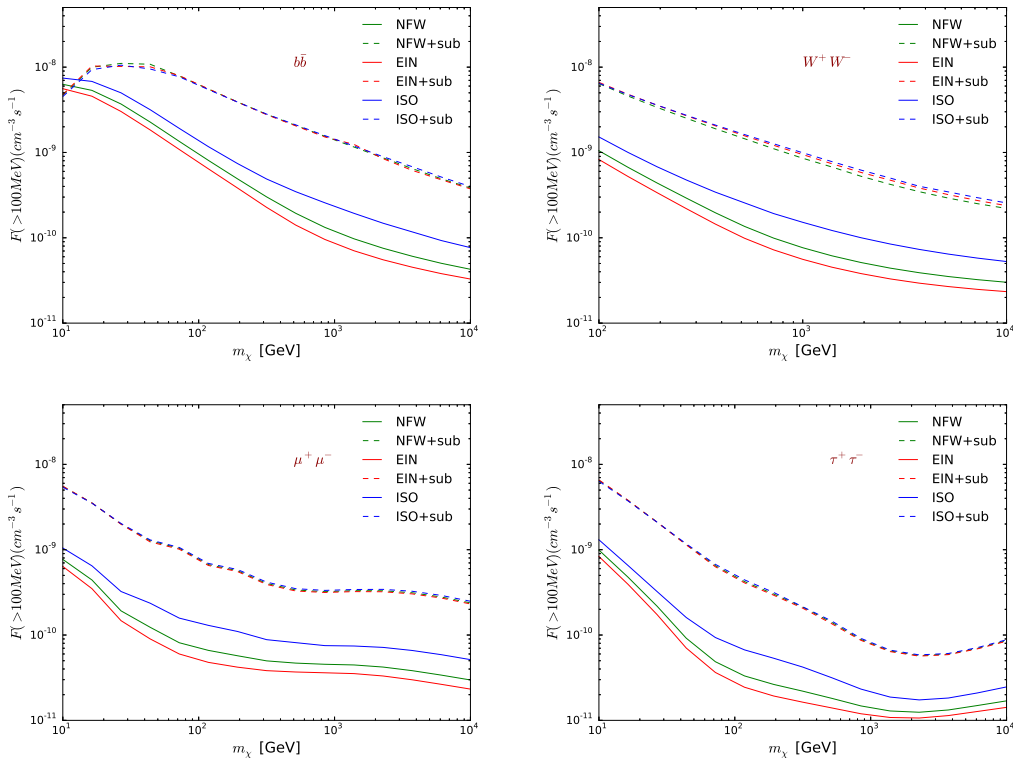 F(>100MeV)(cm⁻³ s⁻¹)
10⁻⁸
10⁻⁹
10⁻¹⁰
10⁻¹¹
bb̄
NFW
NFW+sub
EIN
EIN+sub
ISO
ISO+sub
10¹ 10² 10³ 10⁴
mχ [GeV]
F(>100MeV)(cm⁻³ s⁻¹)
10⁻⁸
10⁻⁹
10⁻¹⁰
10⁻¹¹
W⁺W⁻
NFW
NFW+sub
EIN
EIN+sub
ISO
ISO+sub
10² 10³ 10⁴
mχ [GeV]
F(>100MeV)(cm⁻³ s⁻¹)
10⁻⁸
10⁻⁹
10⁻¹⁰
10⁻¹¹
μ⁺μ⁻
NFW
NFW+sub
EIN
EIN+sub
ISO
ISO+sub
10¹ 10² 10³ 10⁴
mχ [GeV]
F(>100MeV)(cm⁻³ s⁻¹)
10⁻⁸
10⁻⁹
10⁻¹⁰
10⁻¹¹
τ⁺τ⁻
NFW
NFW+sub
EIN
EIN+sub
ISO
ISO+sub
10¹ 10² 10³ 10⁴
mχ [GeV]